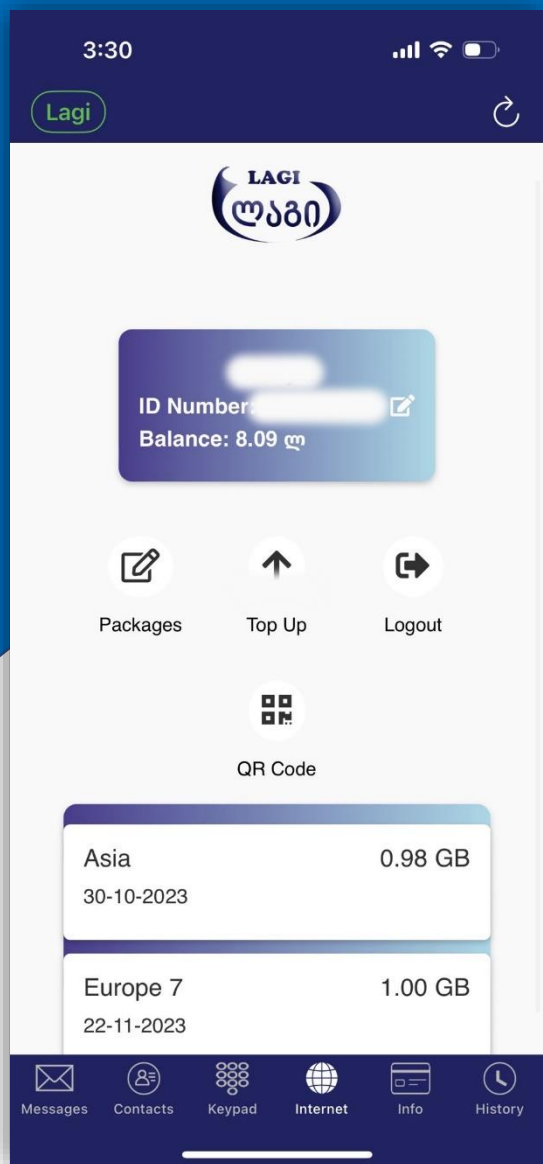 3:30
Lagi
LAGI
ლაგი
ID Number:
Balance: 8.09 ლ
Packages
Top Up
Logout
QR Code
Asia 0.98 GB
30-10-2023
Europe 7 1.00 GB
22-11-2023
Messages Contacts Keypad Internet Info History